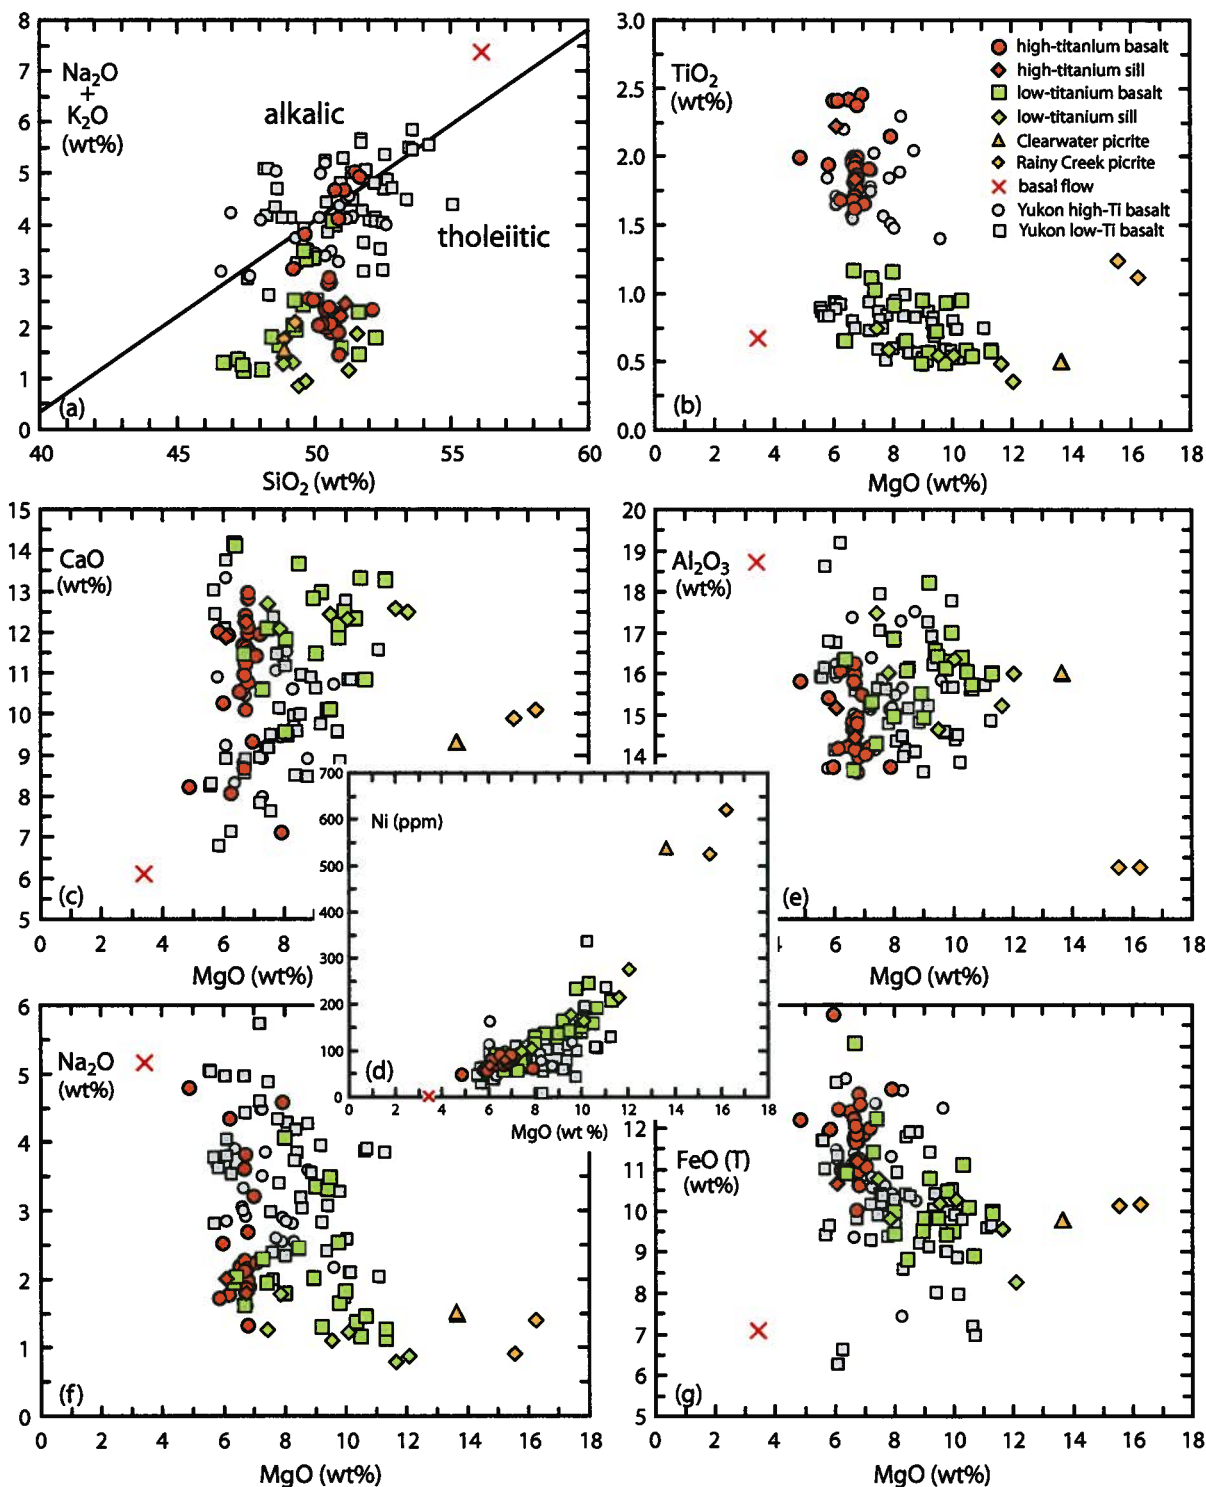 8
7
6
5
4
3
2
1
0
Na2O
+
K2O
(wt%)
alkalic
tholeiitic
(a)
40
45
50
55
60
SiO2 (wt%)
3.0
2.5
2.0
1.5
1.0
0.5
0.0
TiO2
(wt%)
high-titanium basalt
high-titanium sill
low-titanium basalt
low-titanium sill
Clearwater picrite
Rainy Creek picrite
basal flow
Yukon high-Ti basalt
Yukon low-Ti basalt
(b)
0 2 4 6 8 10 12 14 16 18
MgO (wt%)
15
14
13
12
11
10
9
8
7
6
5
CaO
(wt%)
(c)
0 2 4 6 8
MgO (wt%)
700
600
500
400
300
200
100
0
Ni (ppm)
(d)
0 2 4 6 8 10 12 14 16 18
MgO (wt %)
20
19
18
17
16
15
14
Al2O3
(wt%)
(e)
4 6 8 10 12 14 16 18
MgO (wt%)
6
5
4
3
2
1
0
Na2O
(wt%)
(f)
0 2 4 6 8 10 12 14 16 18
MgO (wt%)
12
11
10
9
8
7
6
5
FeO (T)
(wt%)
(g)
0 2 4 6 8 10 12 14 16 18
MgO (wt%)